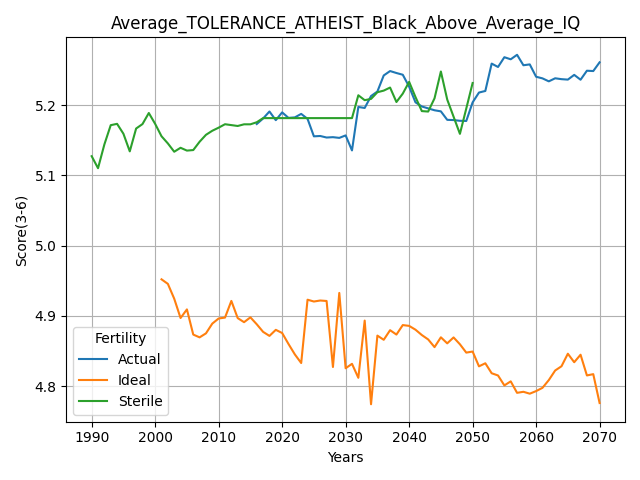 Average_TOLERANCE_ATHEIST_Black_Above_Average_IQ
Score(3-6)
5.2
5.1
5.0
4.9
4.8
Fertility
Actual
Ideal
Sterile
1990 2000 2010 2020 2030 2040 2050 2060 2070
Years